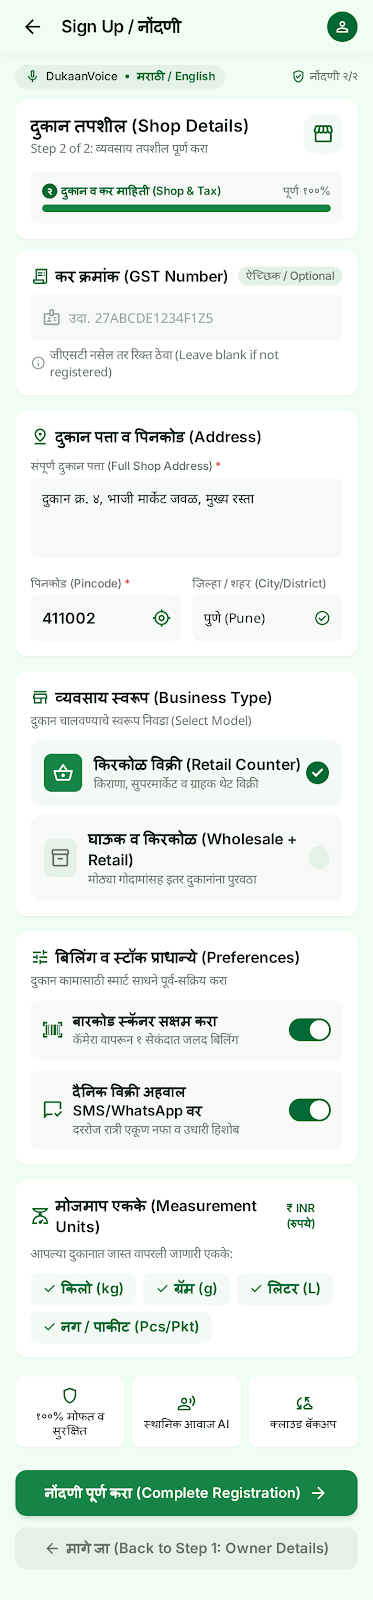 Sign Up / नोंदणी
DukaanVoice • मराठी / English
नोंदणी २/२
दुकान तपशील (Shop Details)
Step 2 of 2: व्यवसाय तपशील पूर्ण करा
२ दुकान व कर माहिती (Shop & Tax)
पूर्ण १००%
कर क्रमांक (GST Number)
ऐच्छिक / Optional
उदा. 27ABCDE1234F1Z5
जीएसटी नसेल तर रिक्त ठेवा (Leave blank if not
registered)
दुकान पत्ता व पिनकोड (Address)
संपूर्ण दुकान पत्ता (Full Shop Address) *
दुकान क्र. ४, भाजी मार्केट जवळ, मुख्य रस्ता
पिनकोड (Pincode) *
जिल्हा / शहर (City/District)
411002
पुणे (Pune)
व्यवसाय स्वरूप (Business Type)
दुकान चालवण्याचे स्वरूप निवडा (Select Model)
किरकोळ विक्री (Retail Counter)
किराणा, सुपरमार्केट व ग्राहक थेट विक्री
घाऊक व किरकोळ (Wholesale +
Retail)
मोठ्या गोदामांसह इतर दुकानांना पुरवठा
बिलिंग व स्टॉक प्राधान्ये (Preferences)
दुकान कामासाठी स्मार्ट साधने पूर्व-सक्रिय करा
बारकोड स्कॅनर सक्षम करा
कॅमेरा वापरून १ सेकंदात जलद बिलिंग
दैनिक विक्री अहवाल
SMS/WhatsApp वर
दररोज रात्री एकूण नफा व उधारी हिशोब
मोजमाप एकके (Measurement
Units)
₹ INR
(रुपये)
आपल्या दुकानात जास्त वापरली जाणारी एकके:
किलो (kg)
ग्रॅम (g)
लिटर (L)
नग / पाकीट (Pcs/Pkt)
१००% मोफत व
सुरक्षित
स्थानिक आवाज AI
क्लाउड बॅकअप
नोंदणी पूर्ण करा (Complete Registration)
मागे जा (Back to Step 1: Owner Details)